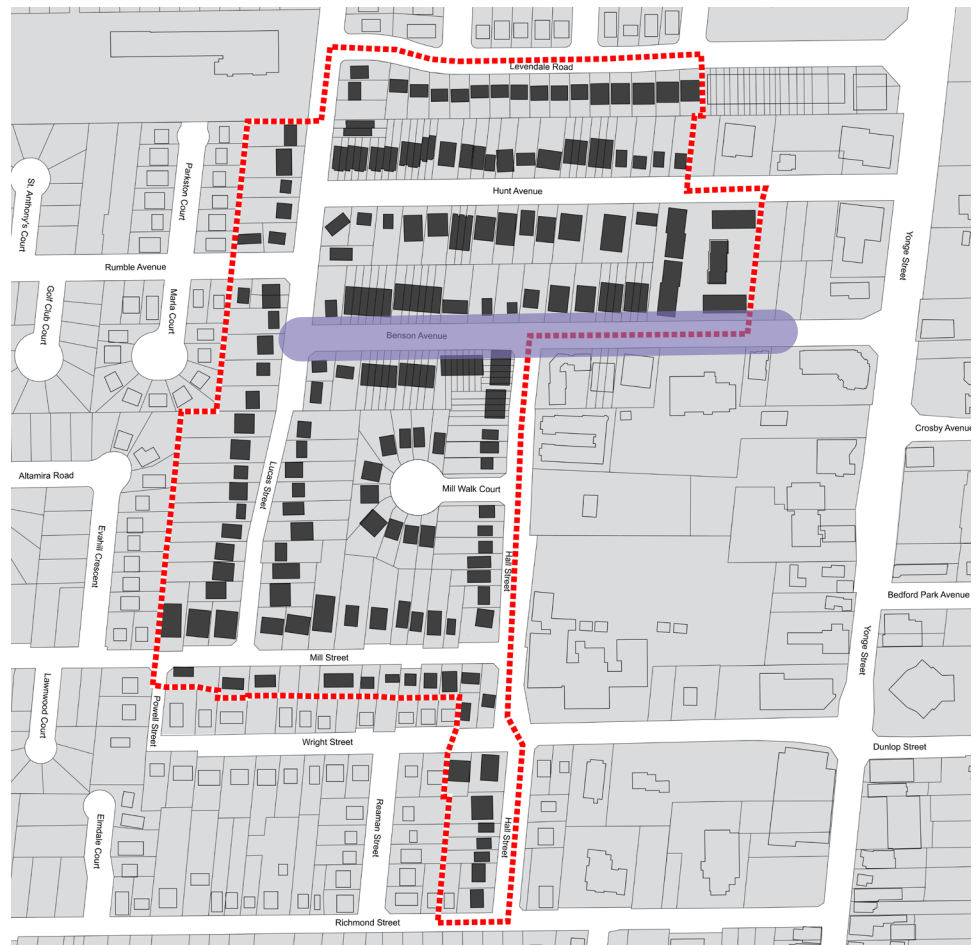 Levendale Road
Hunt Avenue
St. Anthony's Court
Parkston Court
Yonge Street
Rumble Avenue
Golf Club Court
Marla Court
Benson Avenue
Crosby Avenue
Altamira Road
Lucas Street
Mill Walk Court
Evahill Crescent
Hall Street
Bedford Park Avenue
Yonge Street
Mill Street
Lawnwood Court
Powell Street
Wright Street
Dunlop Street
Elmdale Court
Reaman Street
Hall Street
Richmond Street